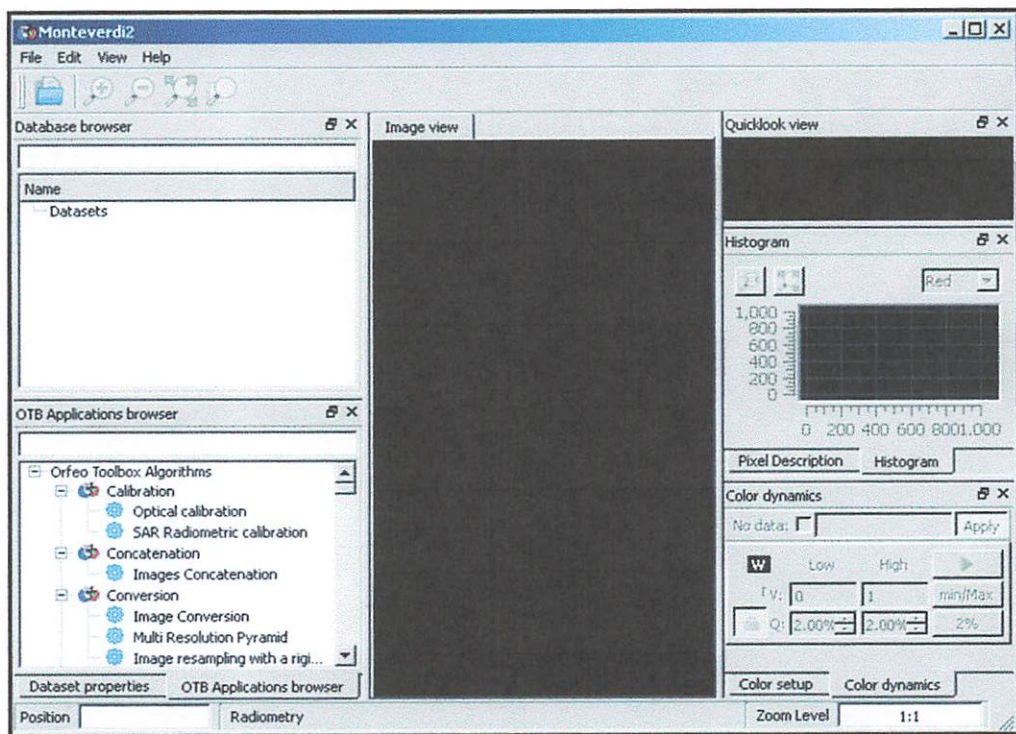 Monteverdi2
File Edit View Help
Database browser
Name
Datasets
OTB Applications browser
Orfeo Toolbox Algorithms
Calibration
Optical calibration
SAR Radiometric calibration
Concatenation
Images Concatenation
Conversion
Image Conversion
Multi Resolution Pyramid
Image resampling with a rigi...
Dataset properties OTB Applications browser
Image view
Quicklook view
Histogram
Red
1,000
800
600
400
200
0
0 200 400 600 8001.000
Pixel Description Histogram
Color dynamics
No data: Apply
W Low High
V: 0 1 min/Max
Q: 2.00% 2.00% 2%
Color setup Color dynamics
Position Radiometry Zoom Level 1:1